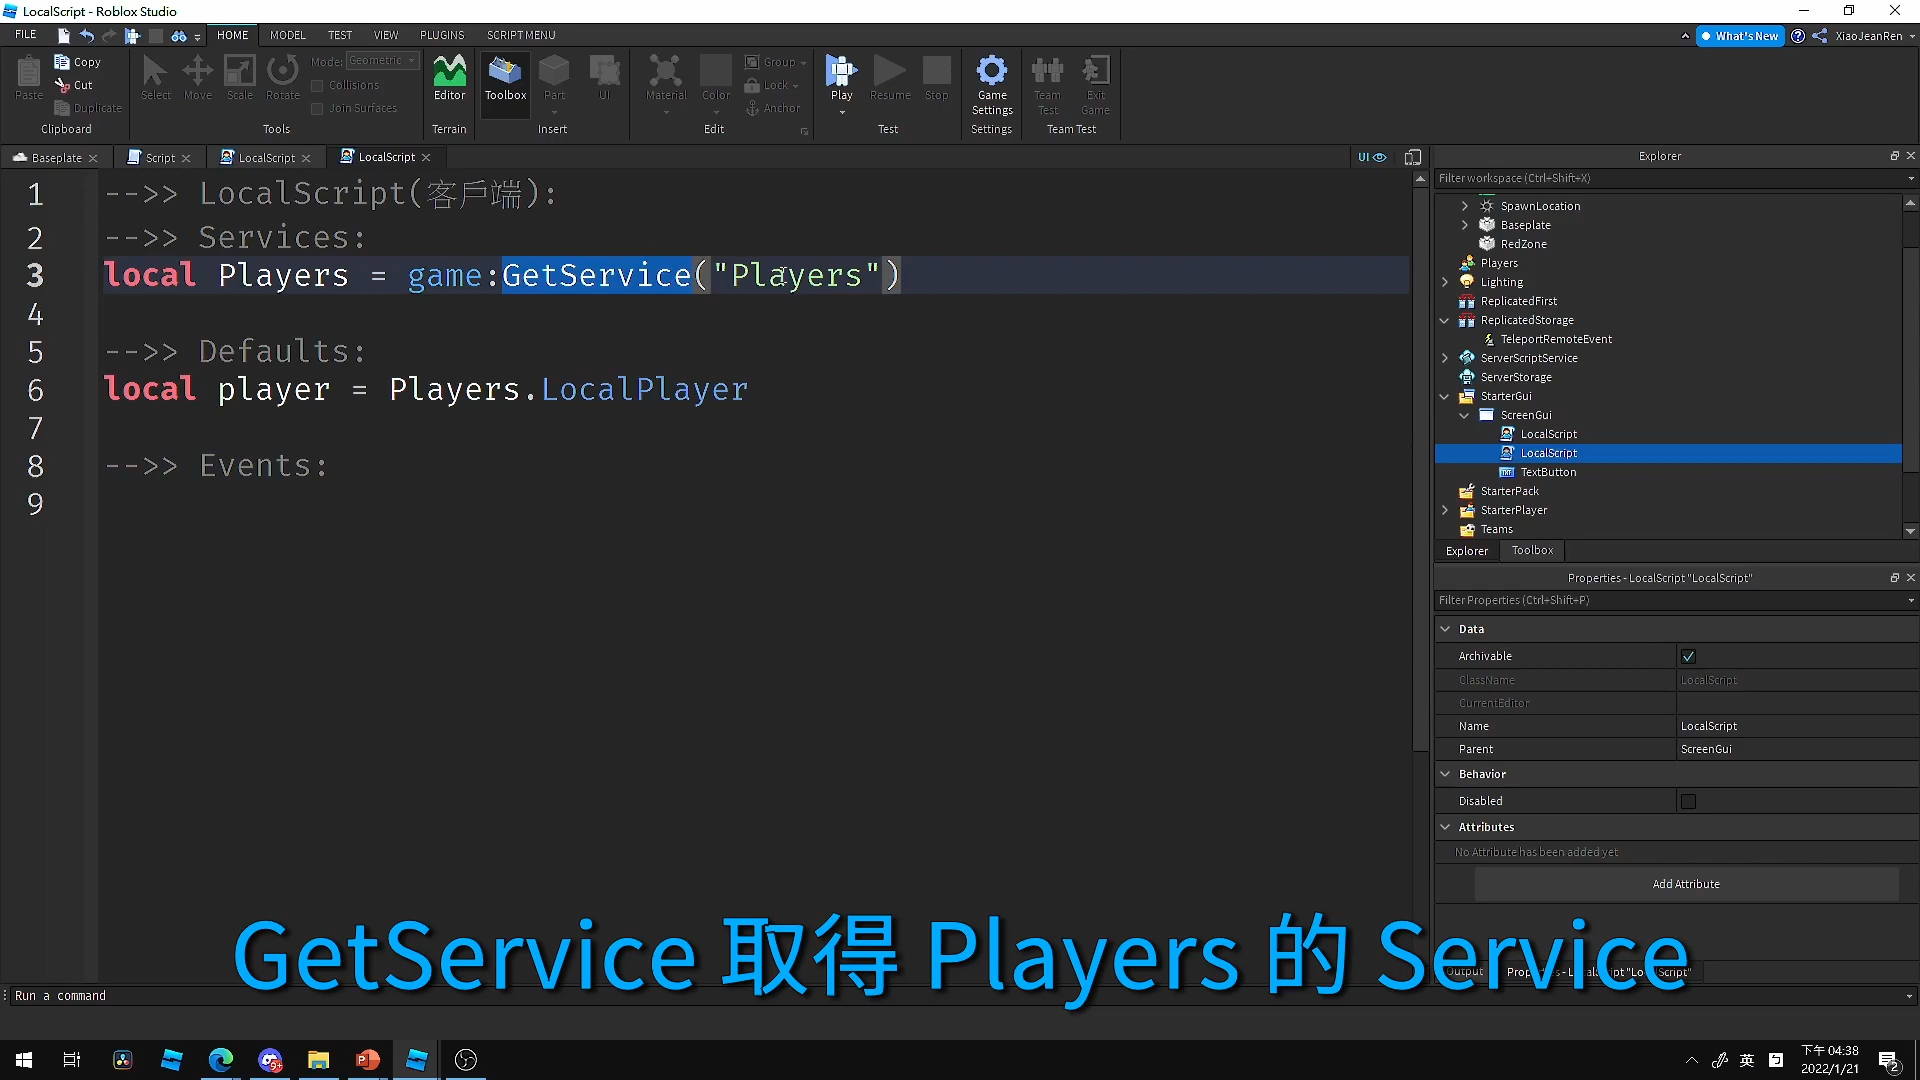 LocalScript - Roblox Studio
FILE HOME MODEL TEST VIEW PLUGINS SCRIPT MENU What's New XiaoJeanRen
Paste Copy Cut Duplicate Clipboard
Select Move Scale Rotate Mode: Geometric Collisions Join Surfaces Tools
Editor Terrain
Toolbox Part UI Insert
Material Color Group Lock Anchor Edit
Play Resume Stop Test
Game Settings Settings
Team Test Exit Game Team Test
Baseplate Script LocalScript LocalScript UI
1 -->> LocalScript(客戶端):
2 -->> Services:
3 local Players = game:GetService("Players")
4
5 -->> Defaults:
6 local player = Players.LocalPlayer
7
8 -->> Events:
9
Explorer
Filter workspace (Ctrl+Shift+X)
SpawnLocation
Baseplate
RedZone
Players
Lighting
ReplicatedFirst
ReplicatedStorage
TeleportRemoteEvent
ServerScriptService
ServerStorage
StarterGui
ScreenGui
LocalScript
LocalScript
TextButton
StarterPack
StarterPlayer
Teams
Explorer Toolbox
Properties - LocalScript "LocalScript"
Filter Properties (Ctrl+Shift+P)
Data
Archivable
ClassName LocalScript
CurrentEditor
Name LocalScript
Parent ScreenGui
Behavior
Disabled
Attributes
No Attribute has been added yet
Add Attribute
GetService 取得 Players 的 Service
Output Properties - LocalScript "LocalScript"
Run a command
9+ 英 下午 04:38
2022/1/21 2